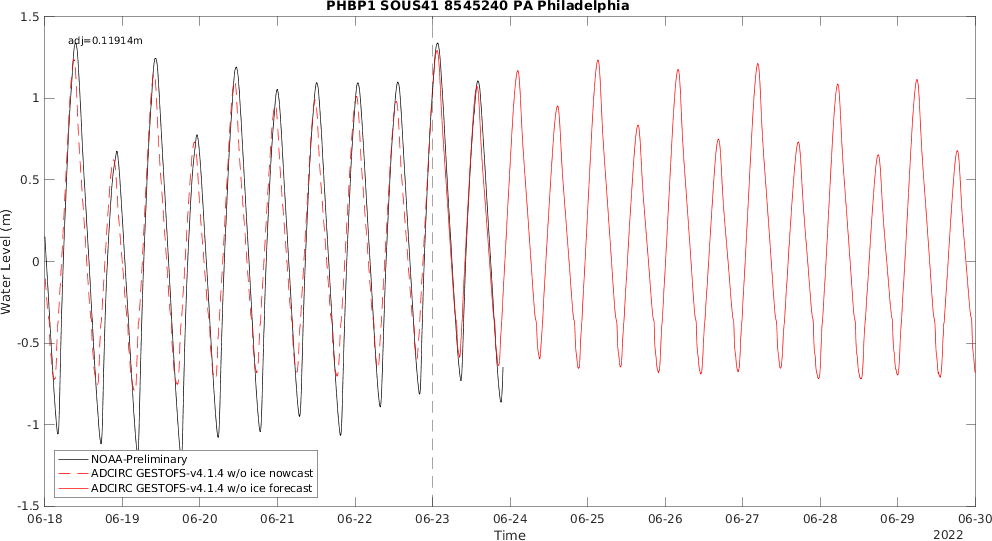 PHBP1 SOUS41 8545240 PA Philadelphia
adj=0.11914m
1.5
1
0.5
0
-0.5
-1
-1.5
Water Level (m)
NOAA-Preliminary
ADCIRC GESTOFS-v4.1.4 w/o ice nowcast
ADCIRC GESTOFS-v4.1.4 w/o ice forecast
06-18 06-19 06-20 06-21 06-22 06-23 06-24 06-25 06-26 06-27 06-28 06-29 06-30
Time
2022